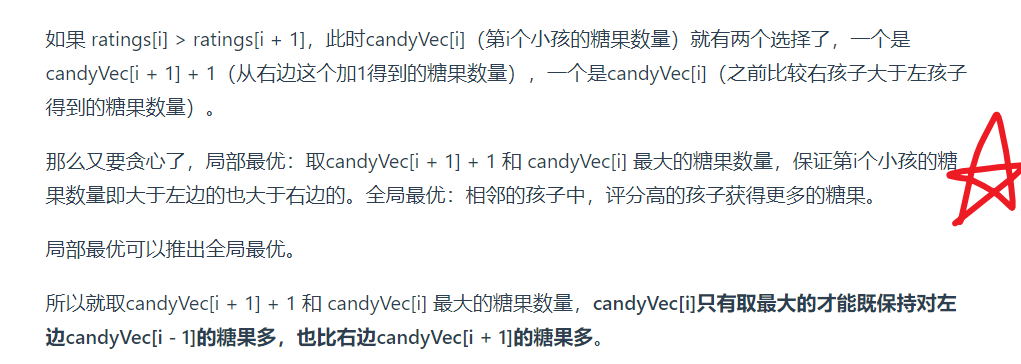 如果 ratings[i] > ratings[i + 1]，此时candyVec[i]（第i个小孩的糖果数量）就有两个选择了，一个是
candyVec[i + 1] + 1（从右边这个加1得到的糖果数量），一个是candyVec[i]（之前比较右孩子大于左孩子
得到的糖果数量）。
那么又要贪心了，局部最优：取candyVec[i + 1] + 1 和 candyVec[i] 最大的糖果数量，保证第i个小孩的糖
果数量即大于左边的也大于右边的。全局最优：相邻的孩子中，评分高的孩子获得更多的糖果。
局部最优可以推出全局最优。
所以就取candyVec[i + 1] + 1 和 candyVec[i] 最大的糖果数量，candyVec[i]只有取最大的才能既保持对左
边candyVec[i - 1]的糖果多，也比右边candyVec[i + 1]的糖果多。